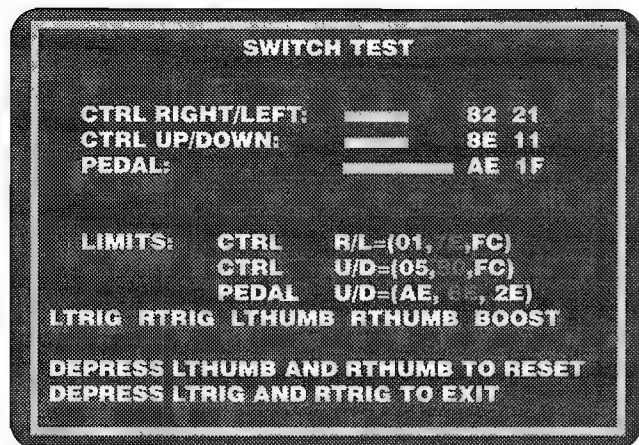 SWITCH TEST
CTRL RIGHT/LEFT: 82 21
CTRL UP/DOWN: 8E 11
PEDAL: AE 1F
LIMITS: CTRL R/L=(01,7E,FC)
CTRL U/D=(05,80,FC)
PEDAL U/D=(AE, , 2E)
LTRIG RTRIG LTHUMB RTHUMB BOOST
DEPRESS LTHUMB AND RTHUMB TO RESET
DEPRESS LTRIG AND RTRIG TO EXIT